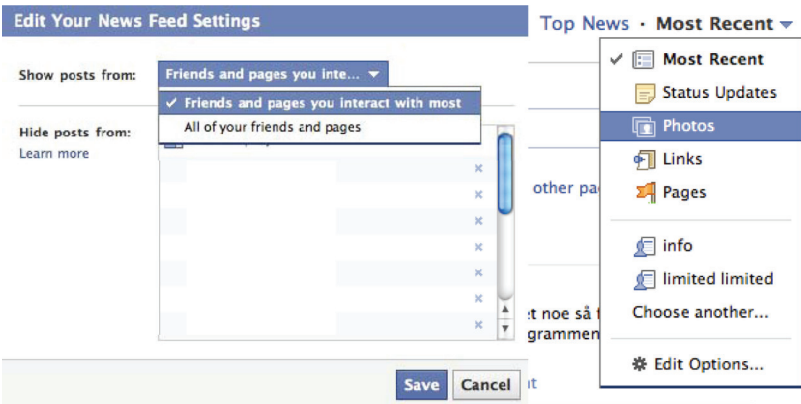 Edit Your News Feed Settings
Show posts from:
Friends and pages you inte...
Friends and pages you interact with most
All of your friends and pages
Hide posts from:
Learn more
Save
Cancel
Top News · Most Recent
Most Recent
Status Updates
Photos
Links
Pages
info
limited limited
Choose another...
Edit Options...
other pa
et noe så f
grammen